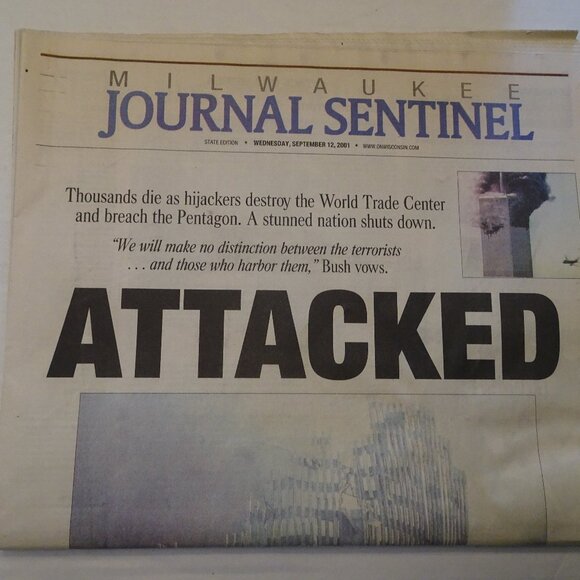 MILWAUKEE
JOURNAL SENTINEL
STATE EDITION • WEDNESDAY, SEPTEMBER 12, 2001 • WWW.ONWISCONSIN.COM
Thousands die as hijackers destroy the World Trade Center
and breach the Pentagon. A stunned nation shuts down.
“We will make no distinction between the terrorists
. . . and those who harbor them,” Bush vows.
ATTACKED